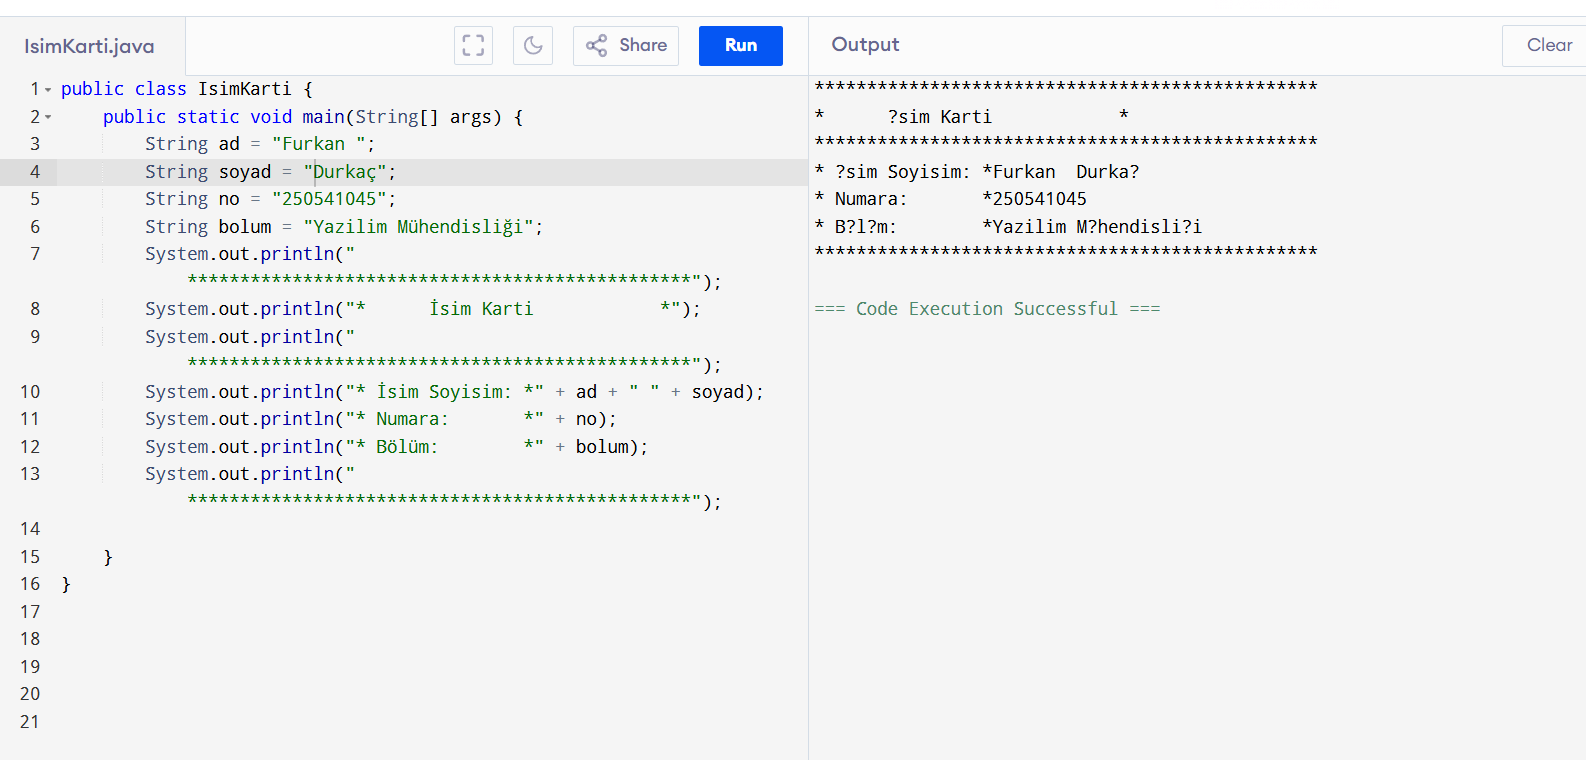 IsimKarti.java
Share
Run
Output
Clear
1 public class IsimKarti {
2 public static void main(String[] args) {
3 String ad = "Furkan ";
4 String soyad = "Durkaç";
5 String no = "250541045";
6 String bolum = "Yazilim Mühendisliği";
7 System.out.println("
************************************************");
8 System.out.println("*      İsim Karti            *");
9 System.out.println("
************************************************");
10 System.out.println("* İsim Soyisim: *" + ad + " " + soyad);
11 System.out.println("* Numara:       *" + no);
12 System.out.println("* Bölüm:        *" + bolum);
13 System.out.println("
************************************************");
14
15 }
16 }
17
18
19
20
21
************************************************
*      ?sim Karti            *
************************************************
* ?sim Soyisim: *Furkan  Durka?
* Numara:       *250541045
* B?l?m:        *Yazilim M?hendisli?i
************************************************
=== Code Execution Successful ===